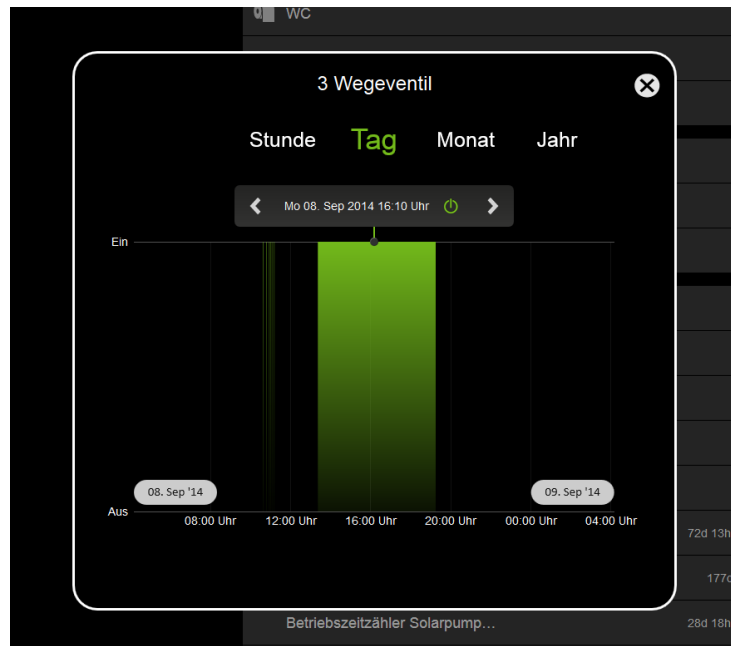 WC
3 Wegeventil
Stunde Tag Monat Jahr
Mo 08. Sep 2014 16:10 Uhr
Ein
08. Sep '14 09. Sep '14
Aus
08:00 Uhr 12:00 Uhr 16:00 Uhr 20:00 Uhr 00:00 Uhr 04:00 Uhr
72d 13h
177d
Betriebszeitzähler Solarpump... 28d 18h